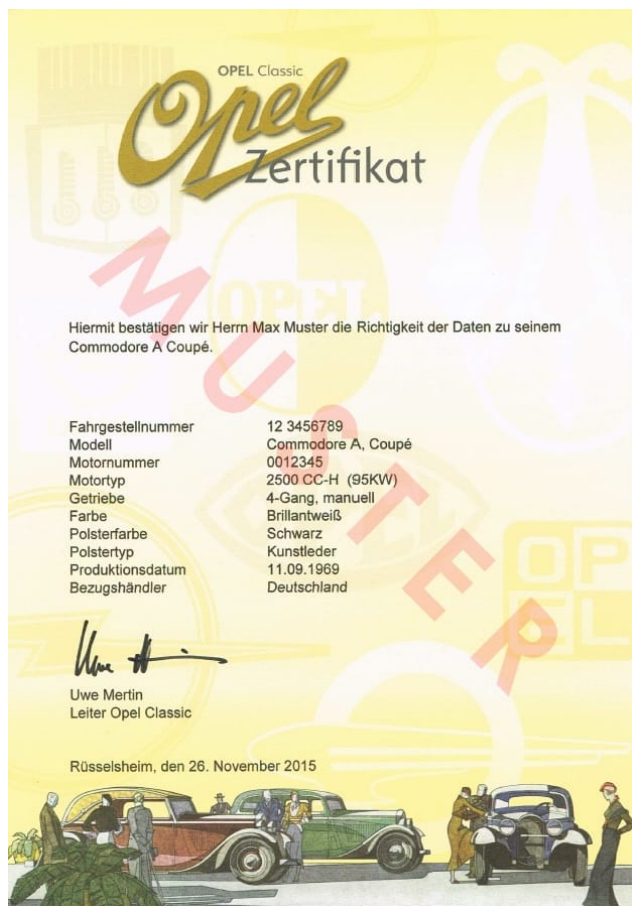 OPEL Classic
Opel
Zertifikat
OPEL
Hiermit bestätigen wir Herrn Max Muster die Richtigkeit der Daten zu seinem
Commodore A Coupé.
Fahrgestellnummer 12 3456789
Modell Commodore A, Coupé
Motornummer 0012345
Motortyp 2500 CC-H (95KW)
Getriebe 4-Gang, manuell
Farbe Brillantweiß
Polsterfarbe Schwarz
Polstertyp Kunstleder
Produktionsdatum 11.09.1969
Bezugshändler Deutschland
MUSTER
OP
EL
Uwe Mertin
Leiter Opel Classic
Rüsselsheim, den 26. November 2015